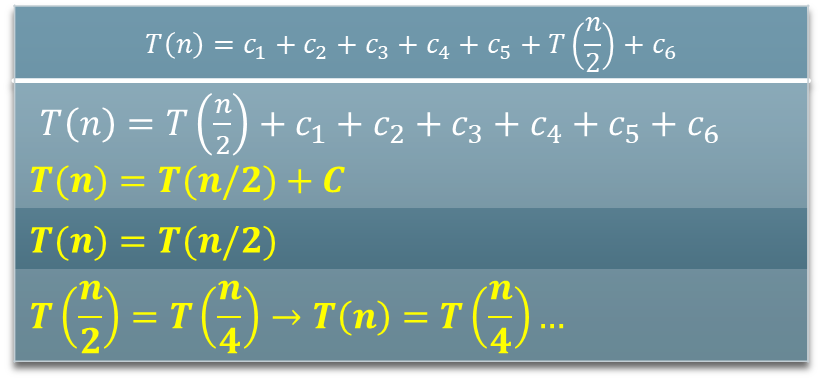 T(n) = c₁ + c₂ + c₃ + c₄ + c₅ + T(n/2) + c₆
T(n) = T(n/2) + c₁ + c₂ + c₃ + c₄ + c₅ + c₆
T(n) = T(n/2) + C
T(n) = T(n/2)
T(n/2) = T(n/4) → T(n) = T(n/4) ...